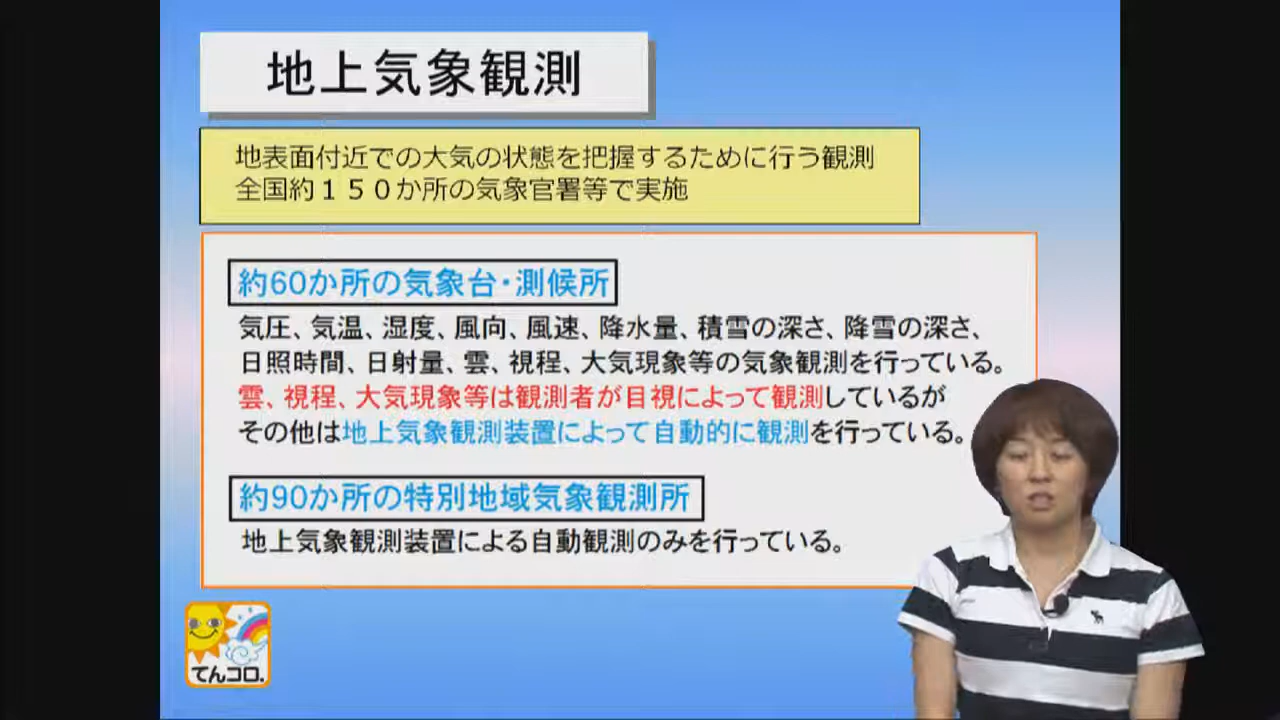 地上気象観測
地表面付近での大気の状態を把握するために行う観測
全国約１５０か所の気象官署等で実施
約60か所の気象台・測候所
気圧、気温、湿度、風向、風速、降水量、積雪の深さ、降雪の深さ、
日照時間、日射量、雲、視程、大気現象等の気象観測を行っている。
雲、視程、大気現象等は観測者が目視によって観測しているが
その他は地上気象観測装置によって自動的に観測を行っている。
約90か所の特別地域気象観測所
地上気象観測装置による自動観測のみを行っている。
てんコロ.